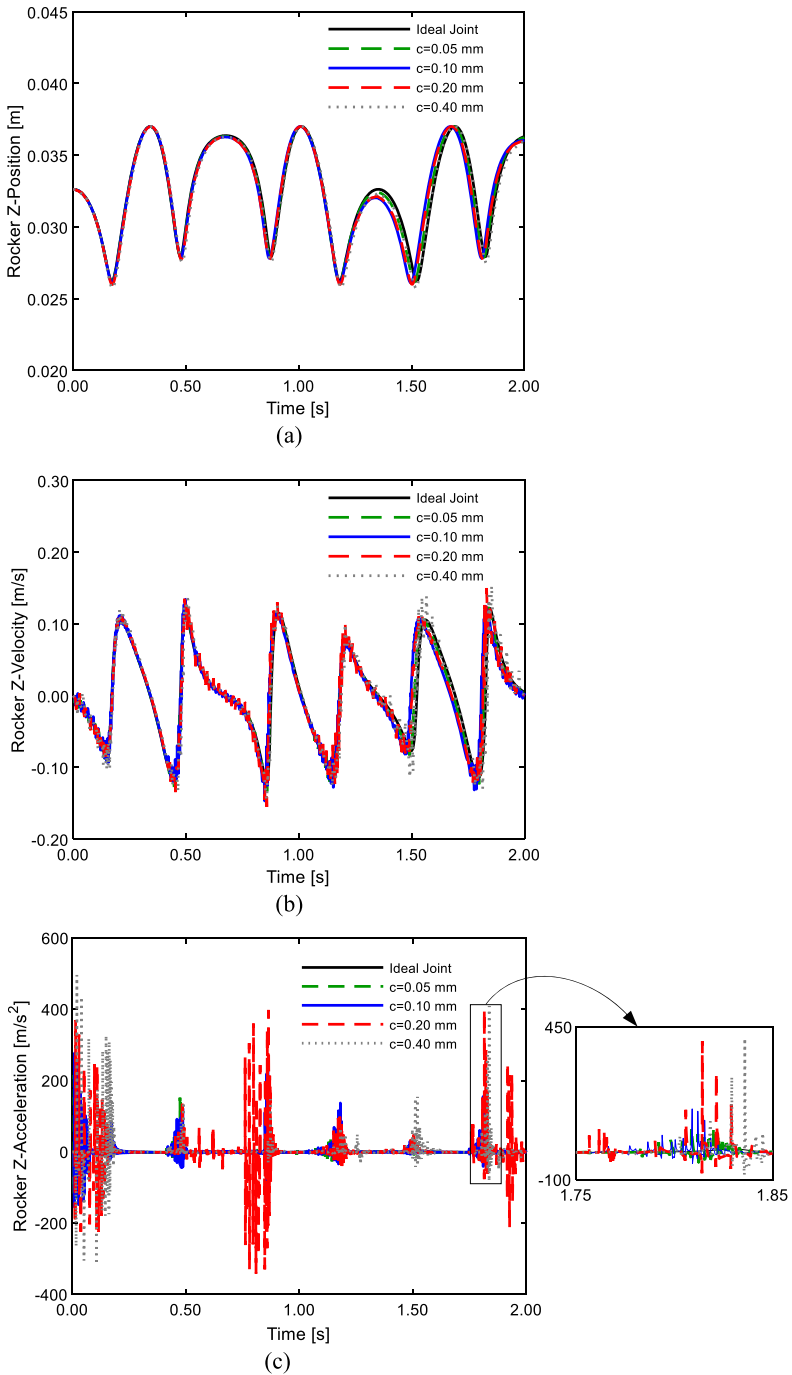 0.045
0.040
0.035
0.030
0.025
0.020
Rocker Z-Position [m]
Ideal Joint
c=0.05 mm
c=0.10 mm
c=0.20 mm
c=0.40 mm
0.00 0.50 1.00 1.50 2.00
Time [s]
(a)
0.30
0.20
0.10
0.00
-0.10
-0.20
Rocker Z-Velocity [m/s]
Ideal Joint
c=0.05 mm
c=0.10 mm
c=0.20 mm
c=0.40 mm
0.00 0.50 1.00 1.50 2.00
Time [s]
(b)
600
400
200
0
-200
-400
Rocker Z-Acceleration [m/s²]
Ideal Joint
c=0.05 mm
c=0.10 mm
c=0.20 mm
c=0.40 mm
0.00 0.50 1.00 1.50 2.00
Time [s]
450
-100
1.75 1.85
(c)